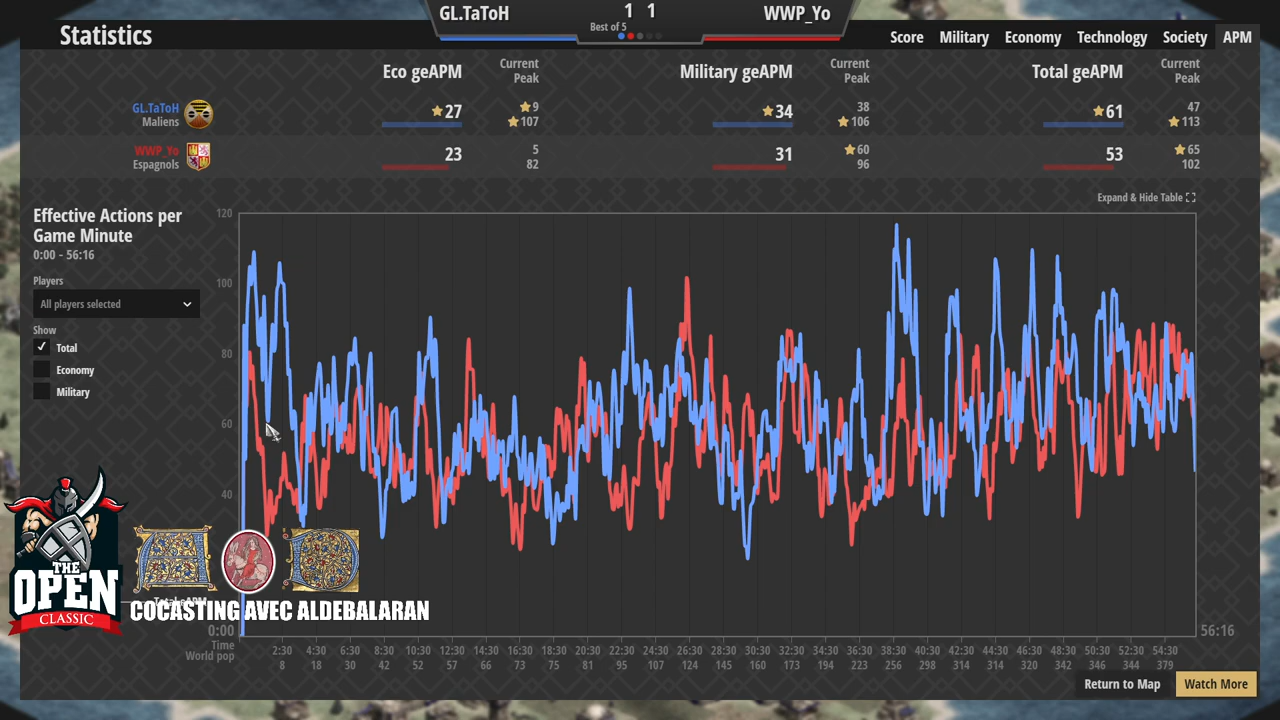 GL.TaToH 1 1 WWP_Yo
Best of 5
Statistics
Score Military Economy Technology Society APM
Eco geAPM Current Peak Military geAPM Current Peak Total geAPM Current Peak
GL.TaToH
Maliens
27 9 107 34 38 106 61 47 113
WWP_Yo
Espagnols
23 5 82 31 60 96 53 65 102
Expand & Hide Table
Effective Actions per
Game Minute
0:00 - 56:16
Players
All players selected
Show
Total
Economy
Military
120
100
80
60
40
THE
OPEN
CLASSIC
COCASTING AVEC ALDEBALARAN
0:00 56:16
Time 2:30 4:30 6:30 8:30 10:30 12:30 14:30 16:30 18:30 20:30 22:30 24:30 26:30 28:30 30:30 32:30 34:30 36:30 38:30 40:30 42:30 44:30 46:30 48:30 50:30 52:30 54:30
World pop 8 18 30 42 52 57 66 73 75 81 95 107 124 145 160 173 194 223 256 298 314 314 320 342 346 344 379
Return to Map Watch More